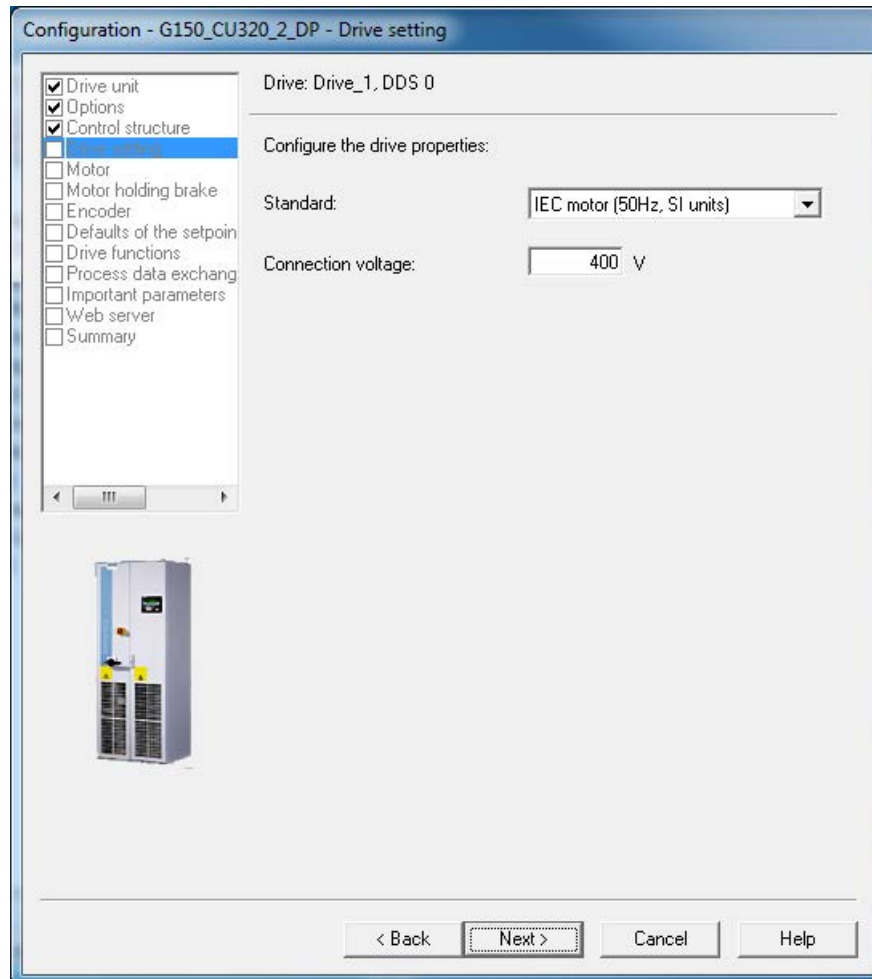 Configuration - G150_CU320_2_DP - Drive setting
Drive unit
Options
Control structure
Drive setting
Motor
Motor holding brake
Encoder
Defaults of the setpoin
Drive functions
Process data exchang
Important parameters
Web server
Summary
Drive: Drive_1, DDS 0
Configure the drive properties:
Standard: IEC motor (50Hz, SI units)
Connection voltage: 400 V
< Back Next > Cancel Help